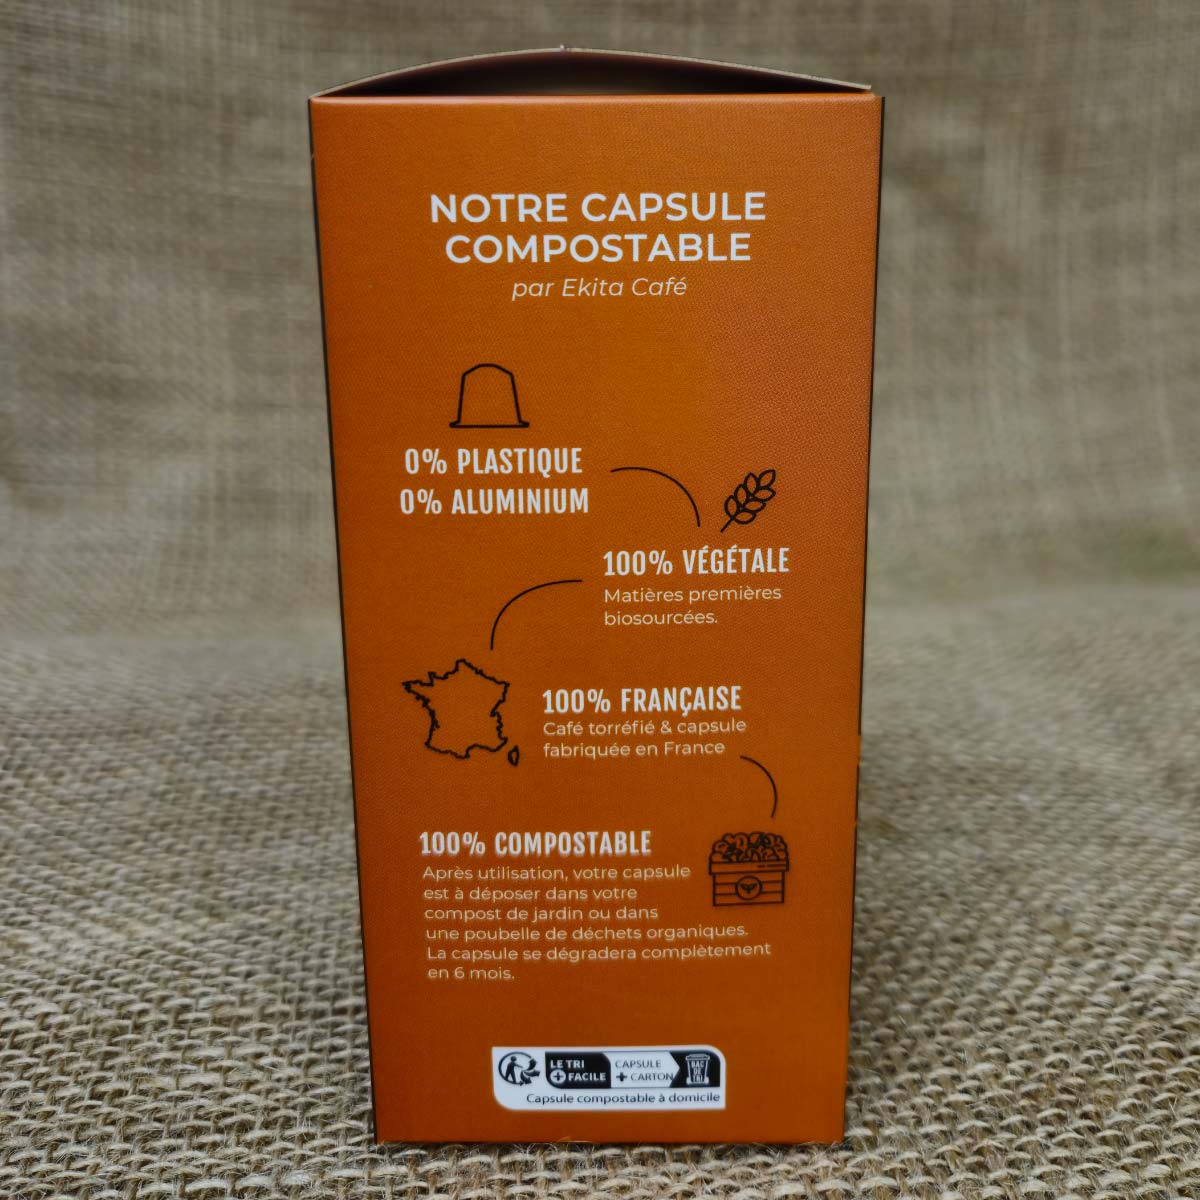 NOTRE CAPSULE
COMPOSTABLE
par Ekita Café
0% PLASTIQUE
0% ALUMINIUM
100% VÉGÉTALE
Matières premières
biosourcées.
100% FRANÇAISE
Café torréfié & capsule
fabriquée en France
100% COMPOSTABLE
Après utilisation, votre capsule
est à déposer dans votre
compost de jardin ou dans
une poubelle de déchets organiques.
La capsule se dégradera complètement
en 6 mois.
LE TRI
+ FACILE
CAPSULE
+ CARTON
BAC
DE
TRI
Capsule compostable à domicile